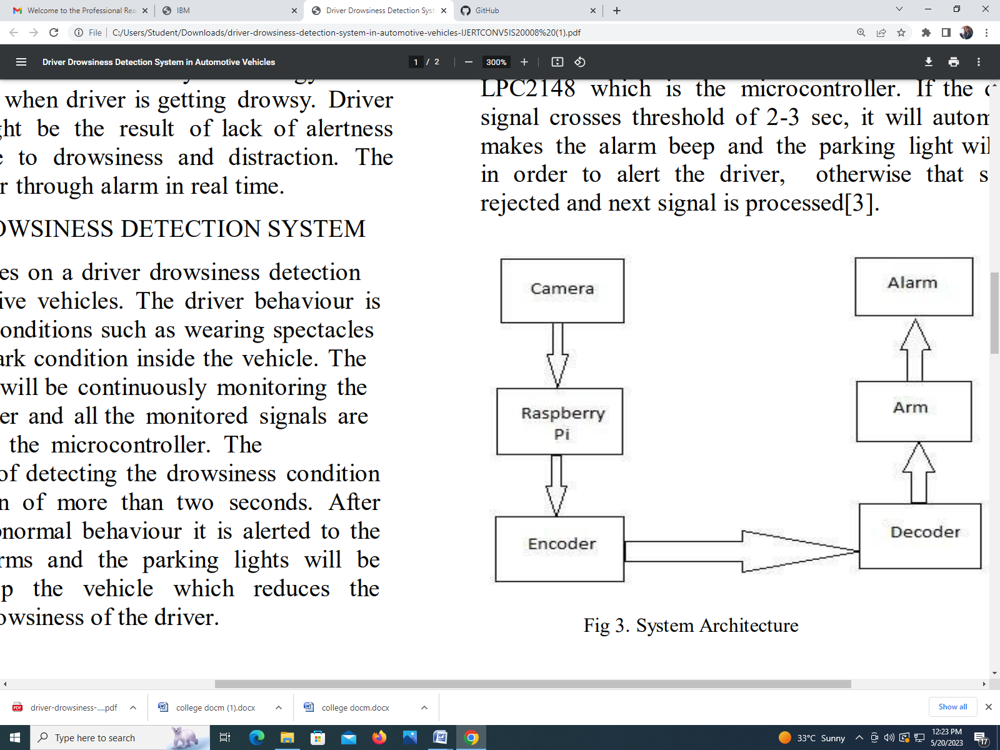 Welcome to the Professional Rea
IBM
Driver Drowsiness Detection Syst
GitHub
File
C:/Users/Student/Downloads/driver-drowsiness-detection-system-in-automotive-vehicles-IJERTCONV5IS20008%20(1).pdf
Driver Drowsiness Detection System in Automotive Vehicles
1 / 2
300%
when driver is getting drowsy. Driver
ght be the result of lack of alertness
e to drowsiness and distraction. The
r through alarm in real time.
OWSINESS DETECTION SYSTEM
es on a driver drowsiness detection
ive vehicles. The driver behaviour is
onditions such as wearing spectacles
ark condition inside the vehicle. The
will be continuously monitoring the
er and all the monitored signals are
the microcontroller. The
of detecting the drowsiness condition
n of more than two seconds. After
bnormal behaviour it is alerted to the
rms and the parking lights will be
p the vehicle which reduces the
owsiness of the driver.
LPC2148 which is the microcontroller. If the
signal crosses threshold of 2-3 sec, it will autom
makes the alarm beep and the parking light wil
in order to alert the driver, otherwise that s
rejected and next signal is processed[3].
Camera
Raspberry
Pi
Encoder
Alarm
Arm
Decoder
Fig 3. System Architecture
PDF
driver-drowsiness-....pdf
college docm (1).docx
college docm.docx
Show all
Type here to search
33°C Sunny
12:23 PM
5/20/2023
17